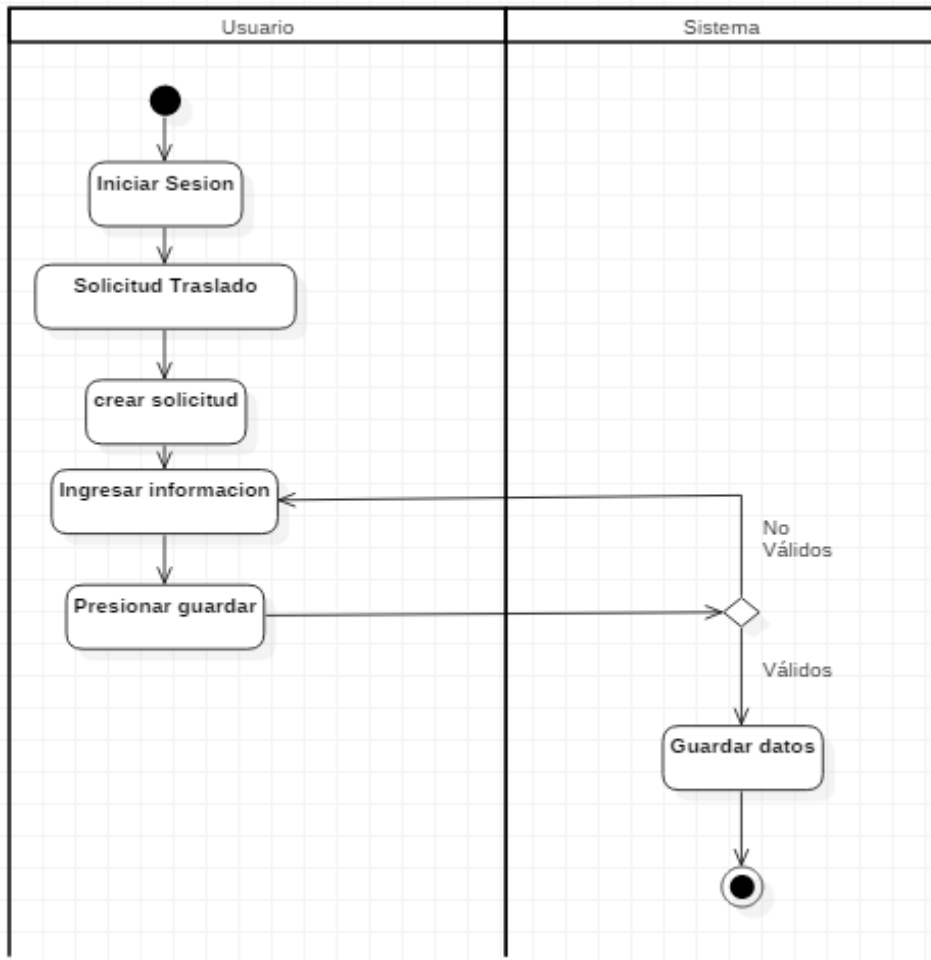 Usuario
Sistema
Iniciar Sesion
Solicitud Traslado
crear solicitud
Ingresar informacion
No
Válidos
Presionar guardar
Válidos
Guardar datos